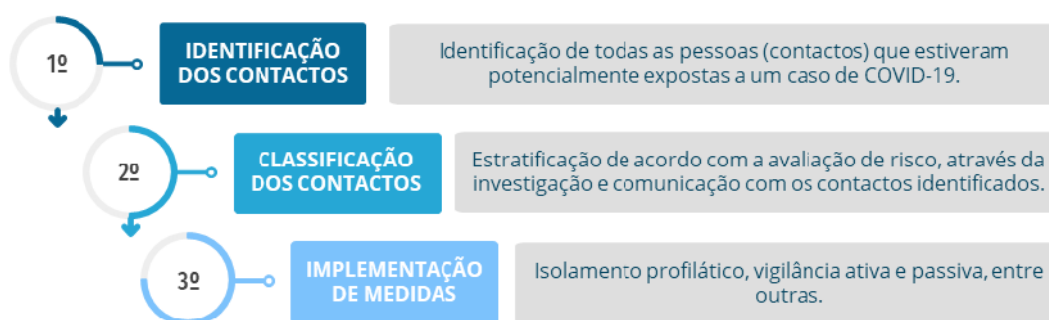 1º
IDENTIFICAÇÃO
DOS CONTACTOS
Identificação de todas as pessoas (contactos) que estiveram
potencialmente expostas a um caso de COVID-19.
2º
CLASSIFICAÇÃO
DOS CONTACTOS
Estratificação de acordo com a avaliação de risco, através da
investigação e comunicação com os contactos identificados.
3º
IMPLEMENTAÇÃO
DE MEDIDAS
Isolamento profilático, vigilância ativa e passiva, entre
outras.